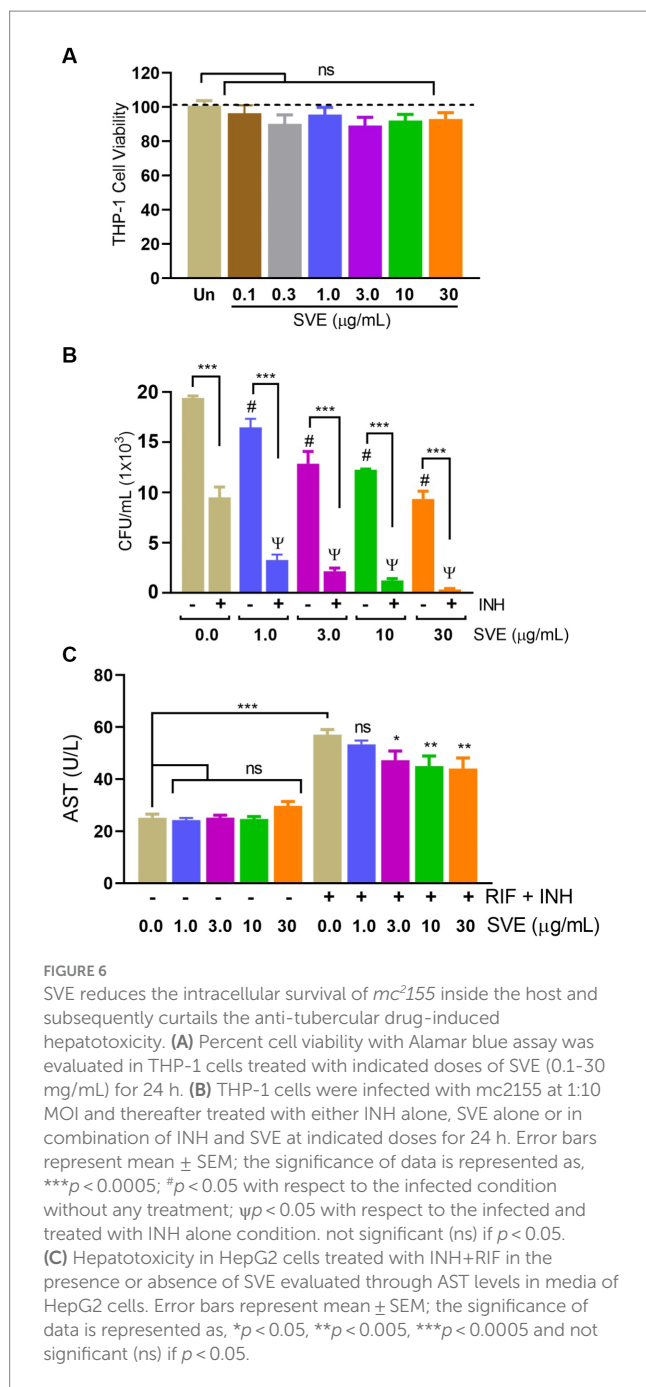 A
120
100
80
60
40
20
0
THP-1 Cell Viability
ns
Un 0.1 0.3 1.0 3.0 10 30
SVE (μg/mL)
B
20
15
10
5
0
CFU/mL (1x10³)
*** *** *** *** ***
# # # #
Ψ Ψ Ψ Ψ
- + - + - + - + - + INH
0.0 1.0 3.0 10 30 SVE (μg/mL)
C
80
60
40
20
0
AST (U/L)
***
ns
ns * ** **
- - - - - + + + + + RIF + INH
0.0 1.0 3.0 10 30 0.0 1.0 3.0 10 30 SVE (μg/mL)
FIGURE 6
SVE reduces the intracellular survival of mc²155 inside the host and
subsequently curtails the anti-tubercular drug-induced
hepatotoxicity. (A) Percent cell viability with Alamar blue assay was
evaluated in THP-1 cells treated with indicated doses of SVE (0.1-30
mg/mL) for 24 h. (B) THP-1 cells were infected with mc2155 at 1:10
MOI and thereafter treated with either INH alone, SVE alone or in
combination of INH and SVE at indicated doses for 24 h. Error bars
represent mean ± SEM; the significance of data is represented as,
***p < 0.0005; #p < 0.05 with respect to the infected condition
without any treatment; ψp < 0.05 with respect to the infected and
treated with INH alone condition. not significant (ns) if p < 0.05.
(C) Hepatotoxicity in HepG2 cells treated with INH+RIF in the
presence or absence of SVE evaluated through AST levels in media of
HepG2 cells. Error bars represent mean ± SEM; the significance of
data is represented as, *p < 0.05, **p < 0.005, ***p < 0.0005 and not
significant (ns) if p < 0.05.